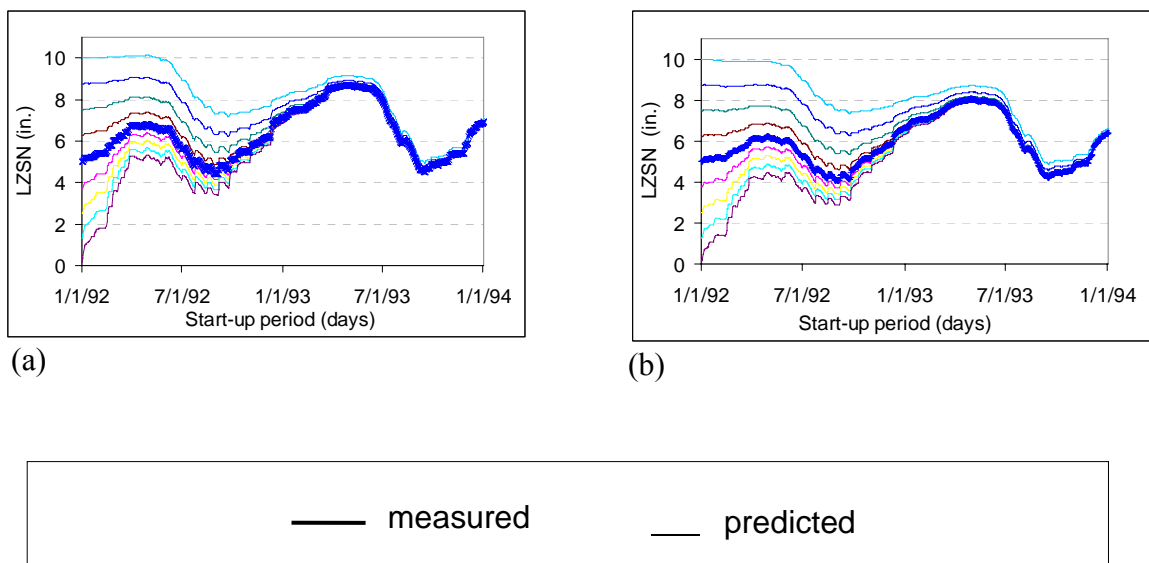 10
8
6
4
2
0
LZSN (in.)
1/1/92 7/1/92 1/1/93 7/1/93 1/1/94
Start-up period (days)
(a)
10
8
6
4
2
0
LZSN (in.)
1/1/92 7/1/92 1/1/93 7/1/93 1/1/94
Start-up period (days)
(b)
measured predicted